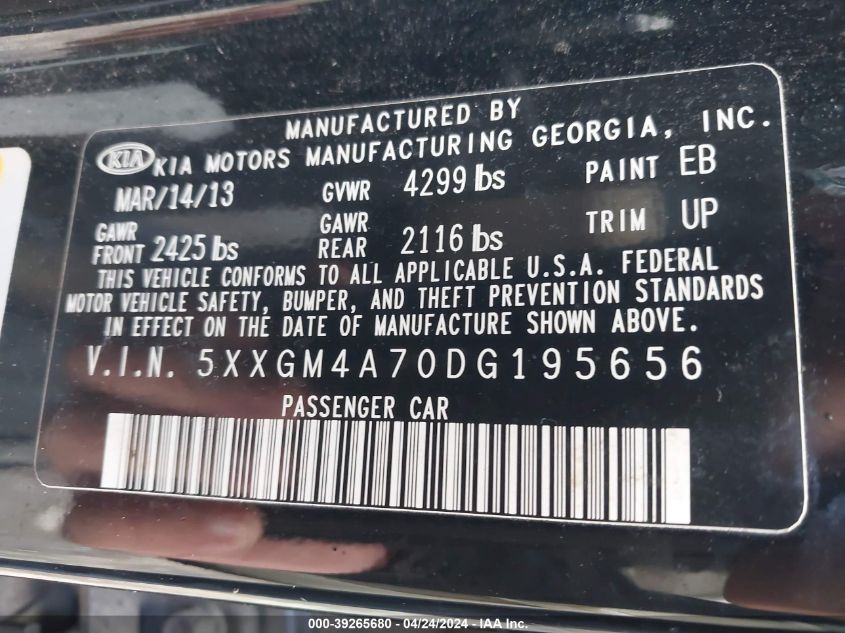 MANUFACTURED BY
KIA KIA MOTORS MANUFACTURING GEORGIA, INC.
MAR/14/13 GVWR 4299 lbs PAINT EB
GAWR FRONT 2425 lbs GAWR REAR 2116 lbs TRIM UP
THIS VEHICLE CONFORMS TO ALL APPLICABLE U.S.A. FEDERAL
MOTOR VEHICLE SAFETY, BUMPER, AND THEFT PREVENTION STANDARDS
IN EFFECT ON THE DATE OF MANUFACTURE SHOWN ABOVE.
V.I.N. 5XXGM4A70DG195656
PASSENGER CAR
000-39265680 - 04/24/2024 - IAA Inc.